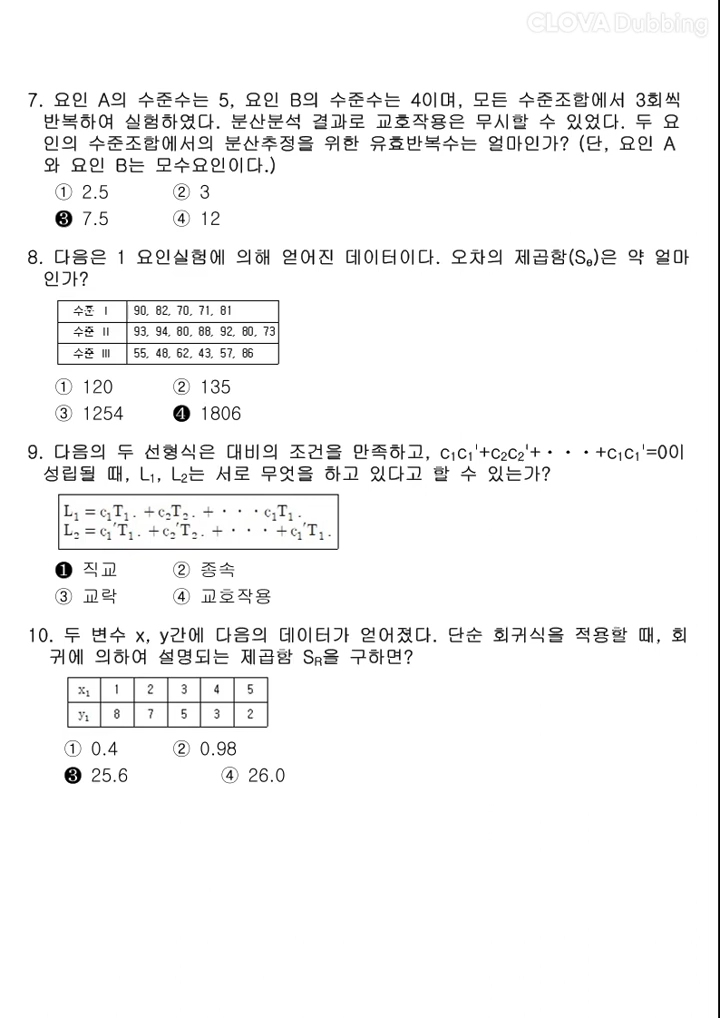 CLOVA Dubbing
7. 요인 A의 수준수는 5, 요인 B의 수준수는 4이며, 모든 수준조합에서 3회씩
반복하여 실험하였다. 분산분석 결과로 교호작용은 무시할 수 있었다. 두 요
인의 수준조합에서의 분산추정을 위한 유효반복수는 얼마인가? (단, 요인 A
와 요인 B는 모수요인이다.)
① 2.5 ② 3
❸ 7.5 ④ 12
8. 다음은 1 요인실험에 의해 얻어진 데이터이다. 오차의 제곱합(Sₑ)은 약 얼마
인가?
수준 Ⅰ 90, 82, 70, 71, 81
수준 Ⅱ 93, 94, 80, 88, 92, 80, 73
수준 Ⅲ 55, 48, 62, 43, 57, 86
① 120 ② 135
③ 1254 ❹ 1806
9. 다음의 두 선형식은 대비의 조건을 만족하고, c₁c₁'+c₂c₂'+・・・+c₁c₁'=0이
성립될 때, L₁, L₂는 서로 무엇을 하고 있다고 할 수 있는가?
L₁ = c₁T₁. + c₂T₂. + · · · c₁T₁.
L₂ = c₁'T₁. + c₂'T₂. + · · · + c₁'T₁.
❶ 직교 ② 종속
③ 교락 ④ 교호작용
10. 두 변수 x, y간에 다음의 데이터가 얻어졌다. 단순 회귀식을 적용할 때, 회
귀에 의하여 설명되는 제곱합 Sᴿ을 구하면?
x₁ 1 2 3 4 5
y₁ 8 7 5 3 2
① 0.4 ② 0.98
❸ 25.6 ④ 26.0